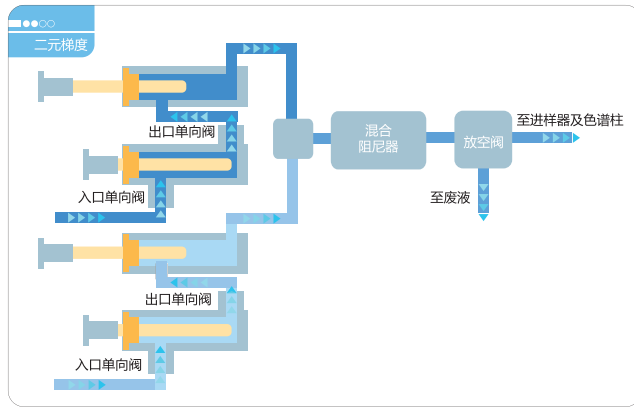 二元梯度
出口单向阀
入口单向阀
混合
阻尼器
放空阀
至进样器及色谱柱
至废液
出口单向阀
入口单向阀